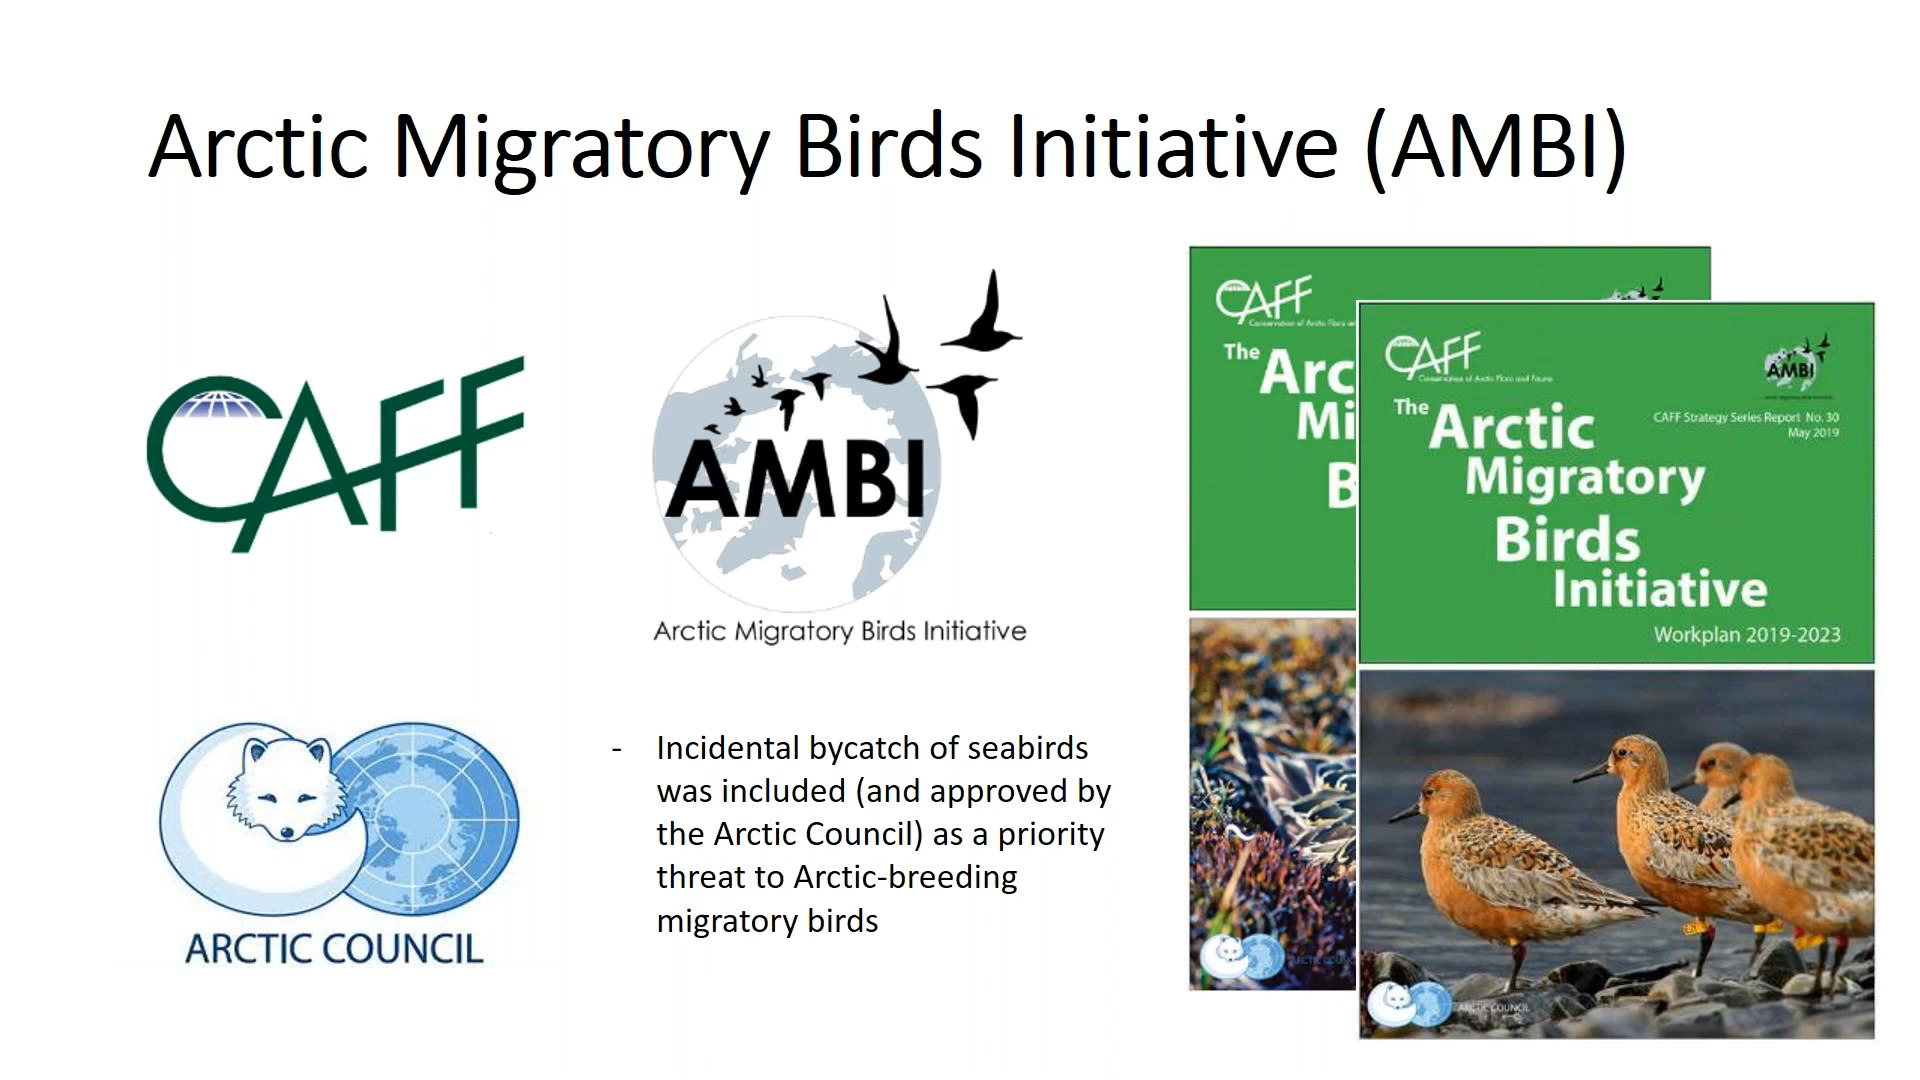 Arctic Migratory Birds Initiative (AMBI)
CAFF
AMBI
Arctic Migratory Birds Initiative
ARCTIC COUNCIL
- Incidental bycatch of seabirds
was included (and approved by
the Arctic Council) as a priority
threat to Arctic-breeding
migratory birds
CAFF
The
Arc
Mi
B
CAFF
Conservation of Arctic Flora and Fauna
AMBI
The
Arctic
Migratory
Birds
Initiative
CAFF Strategy Series Report No. 30
May 2019
Workplan 2019-2023
ARCTIC COUNCIL